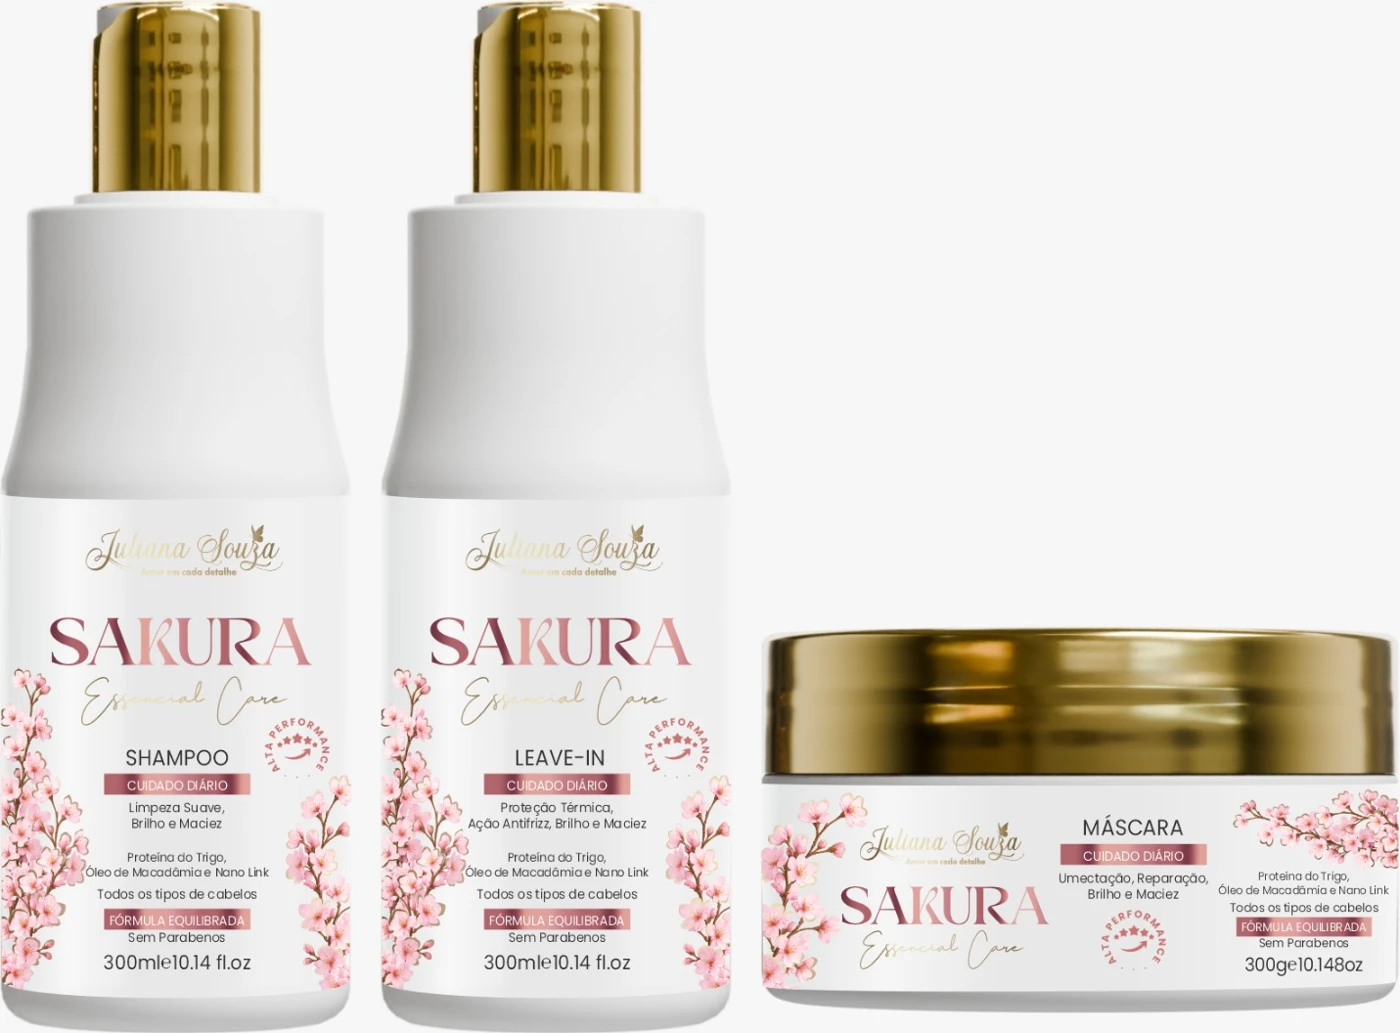 Juliana Souza
Amor em cada detalhe
SAKURA
Essencial Care
ALTA PERFORMANCE
SHAMPOO
CUIDADO DIÁRIO
Limpeza Suave,
Brilho e Maciez
Proteína do Trigo,
Óleo de Macadâmia e Nano Link
Todos os tipos de cabelos
FÓRMULA EQUILIBRADA
Sem Parabenos
300ml℮10.14 fl.oz
Juliana Souza
Amor em cada detalhe
SAKURA
Essencial Care
ALTA PERFORMANCE
LEAVE-IN
CUIDADO DIÁRIO
Proteção Térmica,
Ação Antifrizz, Brilho e Maciez
Proteína do Trigo,
Óleo de Macadâmia e Nano Link
Todos os tipos de cabelos
FÓRMULA EQUILIBRADA
Sem Parabenos
300ml℮10.14 fl.oz
Juliana Souza
Amor em cada detalhe
SAKURA
Essencial Care
MÁSCARA
CUIDADO DIÁRIO
Umectação, Reparação,
Brilho e Maciez
ALTA PERFORMANCE
Proteína do Trigo,
Óleo de Macadâmia e Nano Link
Todos os tipos de cabelos
FÓRMULA EQUILIBRADA
Sem Parabenos
300g℮10.148oz